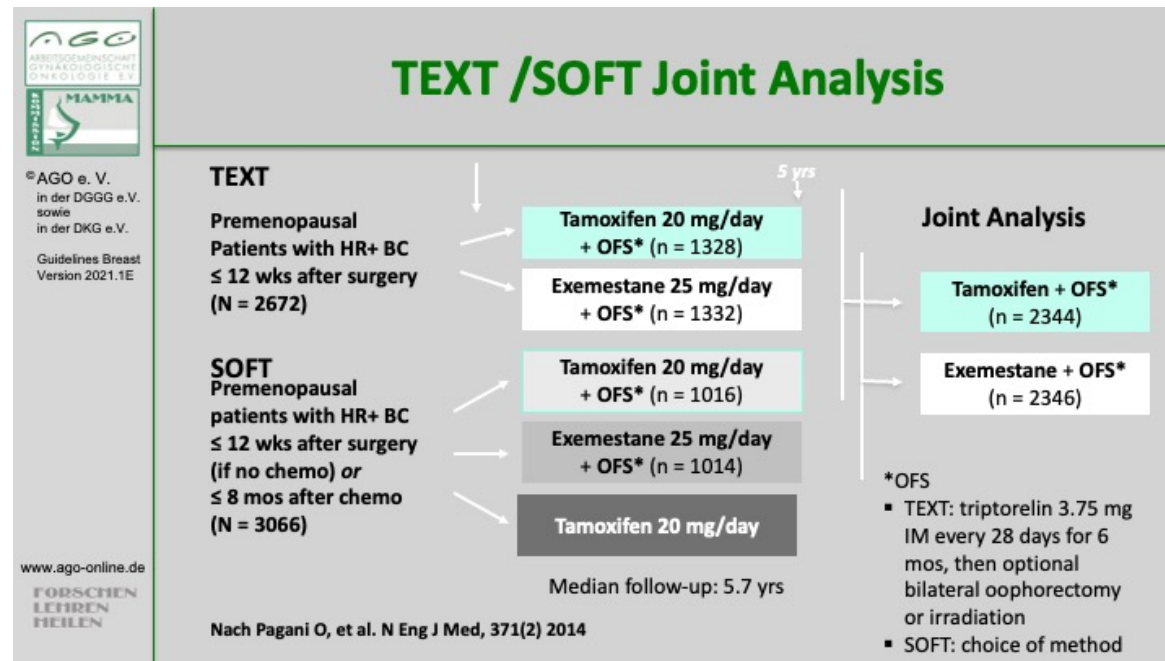 AGO
ARBEITSGEMEINSCHAFT
GYNÄKOLOGISCHE
ONKOLOGIE E.V.
KOMMISSION
MAMMA
© AGO e. V.
in der DGGG e.V.
sowie
in der DKG e.V.
Guidelines Breast
Version 2021.1E
www.ago-online.de
FORSCHEN
LEHREN
HEILEN
TEXT /SOFT Joint Analysis
TEXT
Premenopausal
Patients with HR+ BC
≤ 12 wks after surgery
(N = 2672)
5 yrs
Tamoxifen 20 mg/day
+ OFS* (n = 1328)
Exemestane 25 mg/day
+ OFS* (n = 1332)
SOFT
Premenopausal
patients with HR+ BC
≤ 12 wks after surgery
(if no chemo) or
≤ 8 mos after chemo
(N = 3066)
Tamoxifen 20 mg/day
+ OFS* (n = 1016)
Exemestane 25 mg/day
+ OFS* (n = 1014)
Tamoxifen 20 mg/day
Median follow-up: 5.7 yrs
Joint Analysis
Tamoxifen + OFS*
(n = 2344)
Exemestane + OFS*
(n = 2346)
*OFS
▪ TEXT: triptorelin 3.75 mg
IM every 28 days for 6
mos, then optional
bilateral oophorectomy
or irradiation
▪ SOFT: choice of method
Nach Pagani O, et al. N Eng J Med, 371(2) 2014